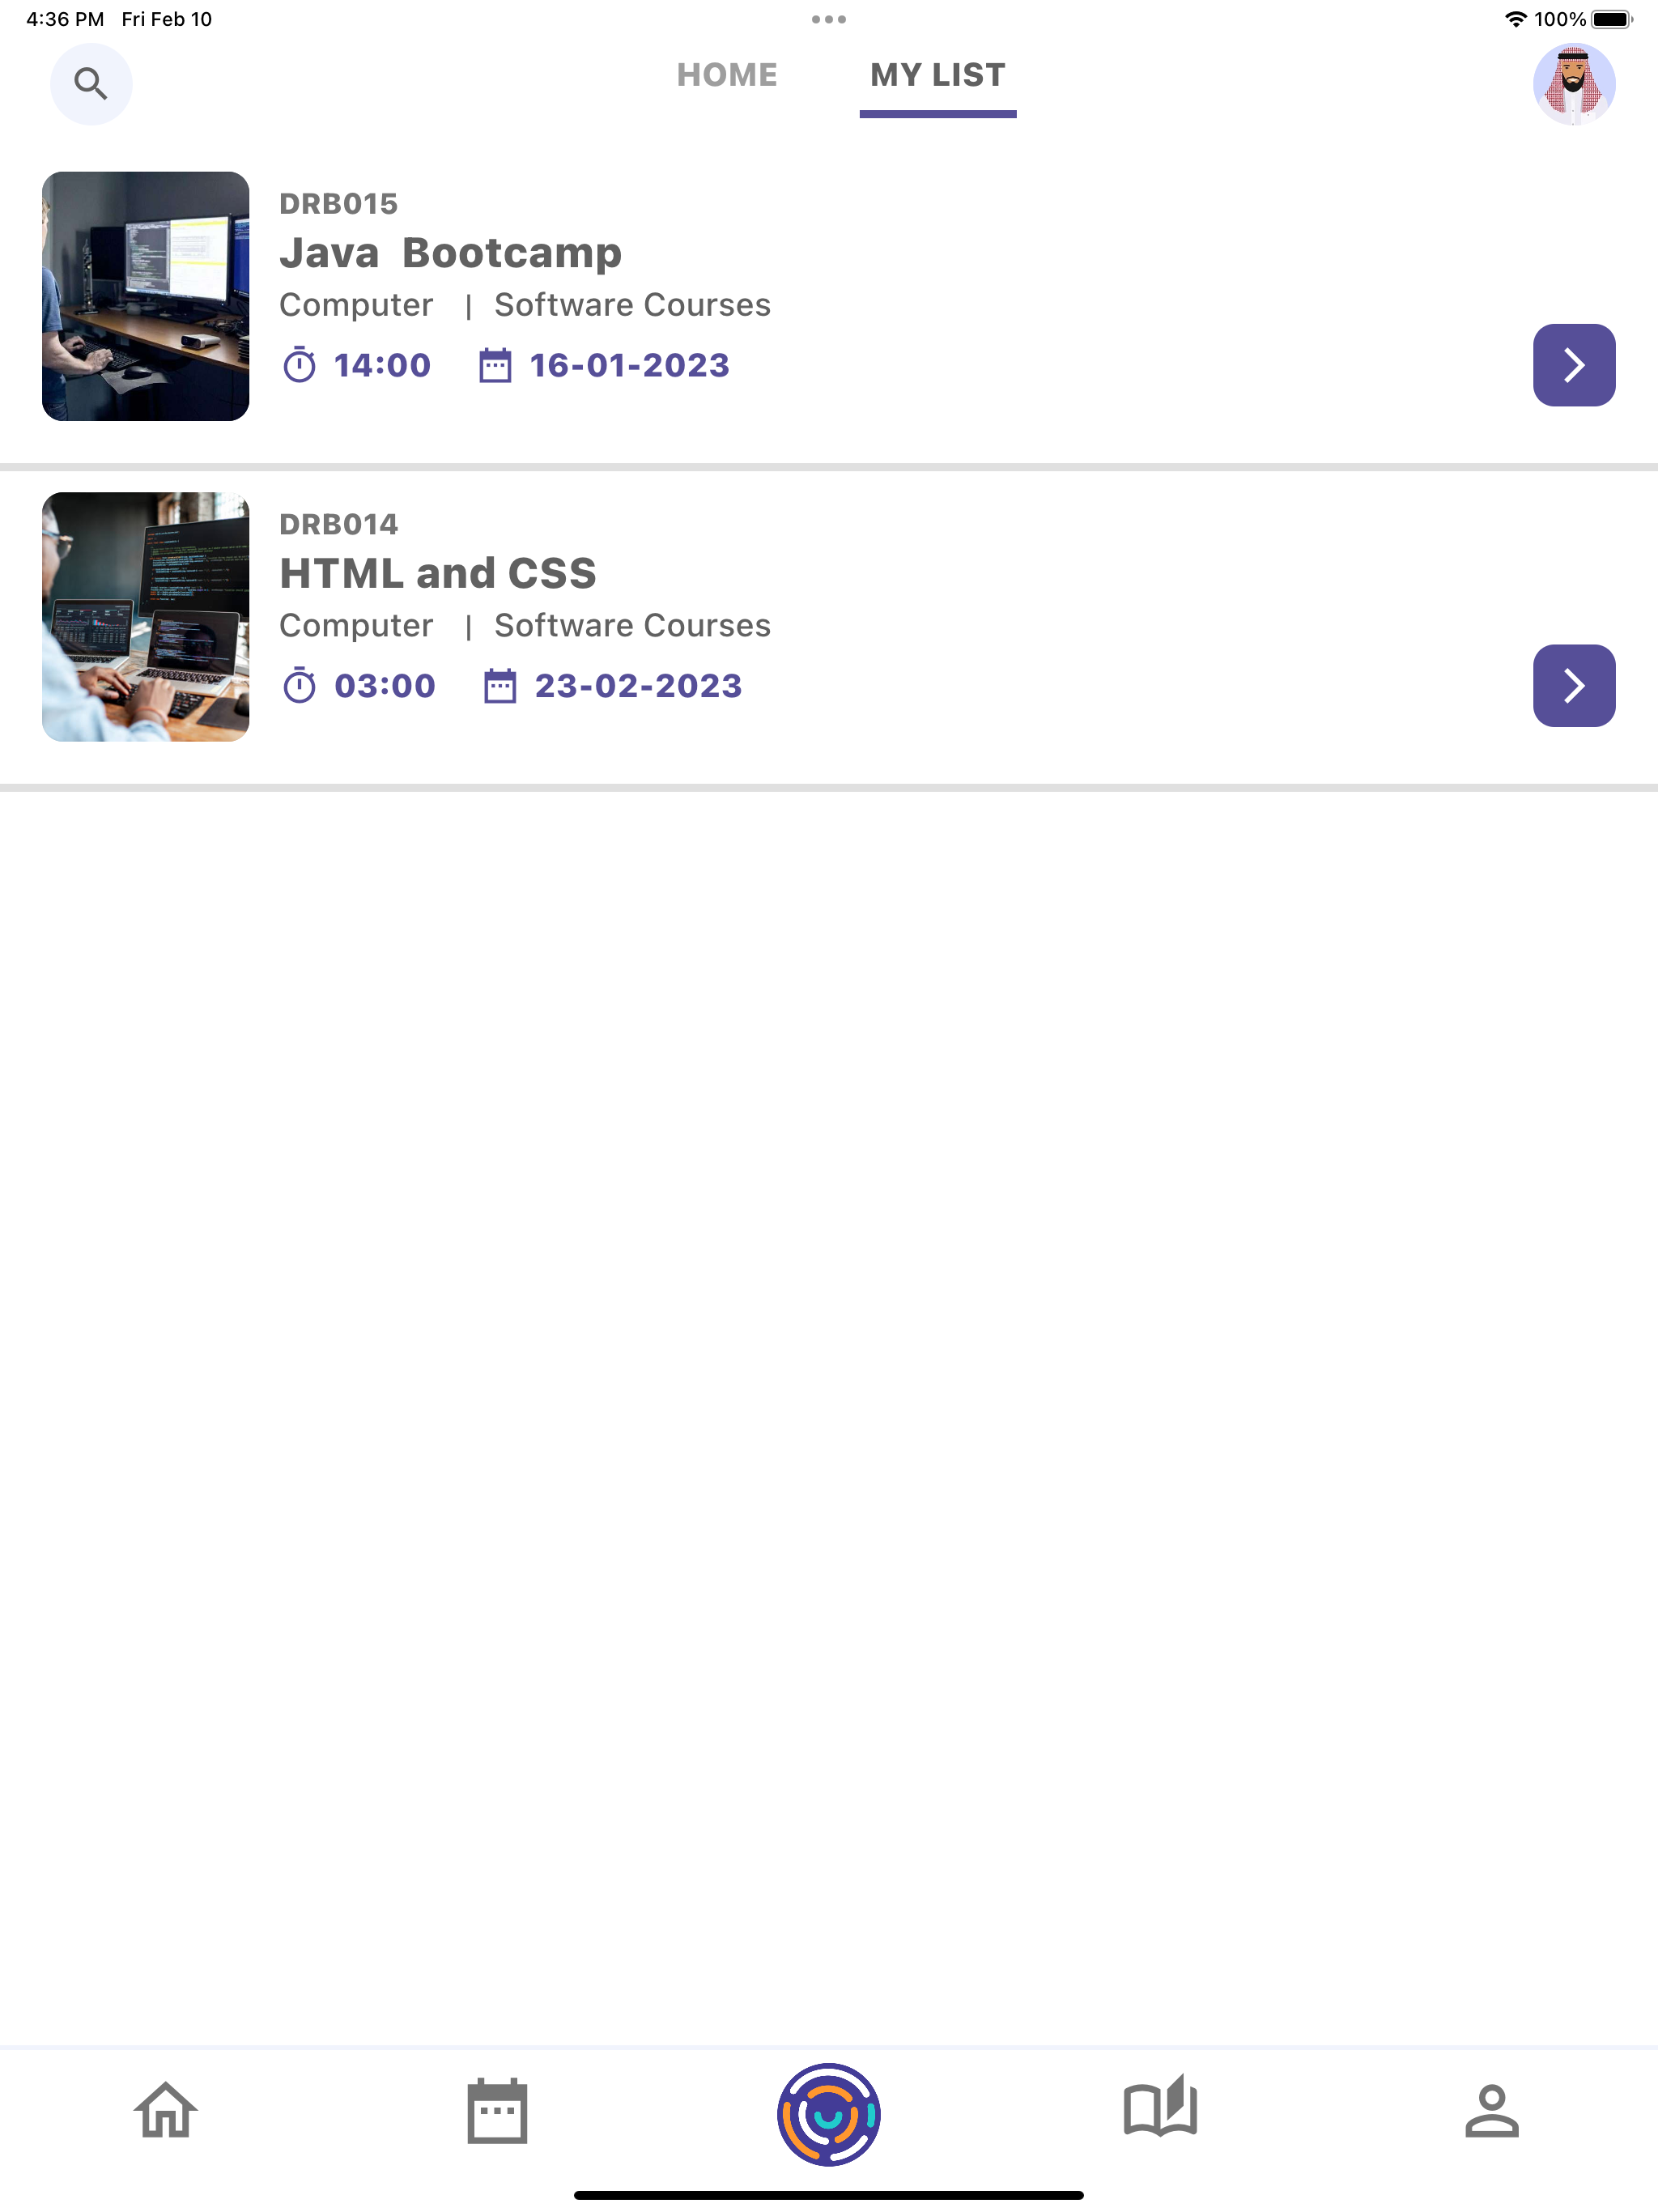 4:36 PM Fri Feb 10
100%
HOME MY LIST
DRB015
Java Bootcamp
Computer | Software Courses
14:00 16-01-2023
DRB014
HTML and CSS
Computer | Software Courses
03:00 23-02-2023